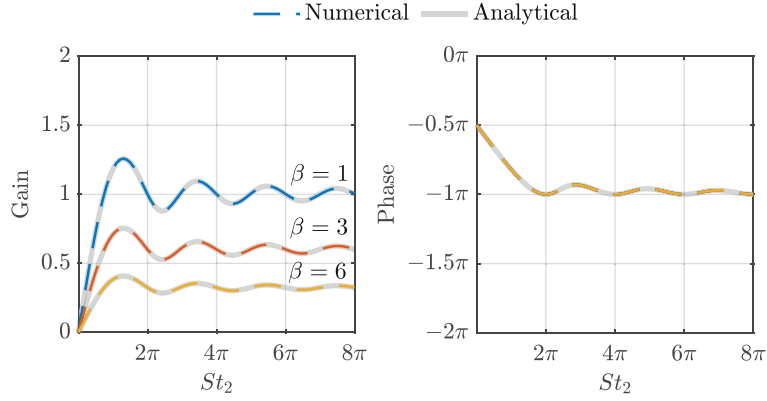 Numerical Analytical
2
1.5
1
0.5
0
Gain
β = 1
β = 3
β = 6
2π 4π 6π 8π
St₂
0π
−0.5π
−1π
−1.5π
−2π
Phase
2π 4π 6π 8π
St₂